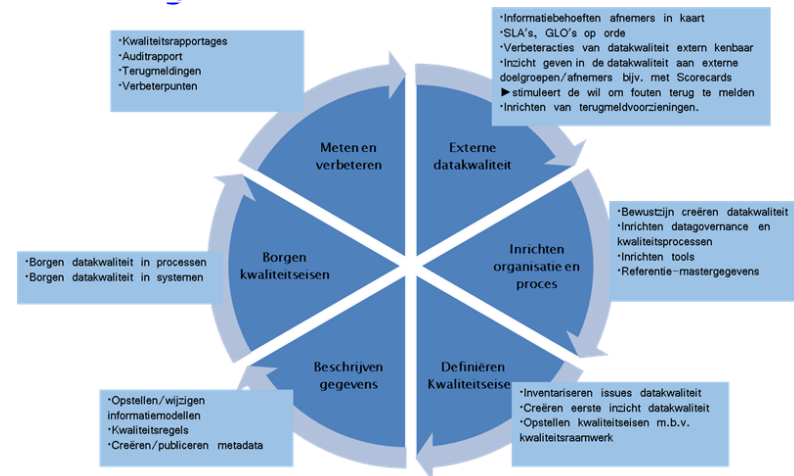 ·Kwaliteitsrapportages
·Auditrapport
·Terugmeldingen
·Verbeterpunten
·Informatiebehoeften afnemers in kaart
·SLA's, GLO's op orde
·Verbeteracties van datakwaliteit extern kenbaar
·Inzicht geven in de datakwaliteit aan externe
doelgroepen/afnemers bijv. met Scorecards
►stimuleert de wil om fouten terug te melden
·Inrichten van terugmeldvoorzieningen.
Meten en
verbeteren
Externe
datakwaliteit
·Bewustzijn creëren datakwaliteit
·Inrichten datagovernance en
kwaliteitsprocessen
·Inrichten tools
·Referentie-mastergegevens
Borgen
kwaliteitseisen
Inrichten
organisatie en
proces
·Borgen datakwaliteit in processen
·Borgen datakwaliteit in systemen
Beschrijven
gegevens
Definiëren
Kwaliteitseise
·Opstellen/wijzigen
informatiemodellen
·Kwaliteitsregels
·Creëren/publiceren metadata
·Inventariseren issues datakwaliteit
·Creëren eerste inzicht datakwaliteit
·Opstellen kwaliteitseisen m.b.v.
kwaliteitsraamwerk